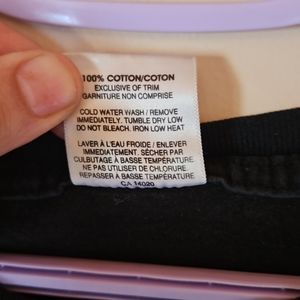 100% COTTON/COTON
EXCLUSIVE OF TRIM
GARNITURE NON COMPRISE
COLD WATER WASH / REMOVE
IMMEDIATELY. TUMBLE DRY LOW
DO NOT BLEACH. IRON LOW HEAT
LAVER À L'EAU FROIDE / ENLEVER
IMMÉDIATEMENT. SÉCHER PAR
CULBUTAGE À BASSE TEMPÉRATURE
NE PAS UTILISER DE CHLORURE.
REPASSER A BASSE TEMPÉRATURE
CA 14020